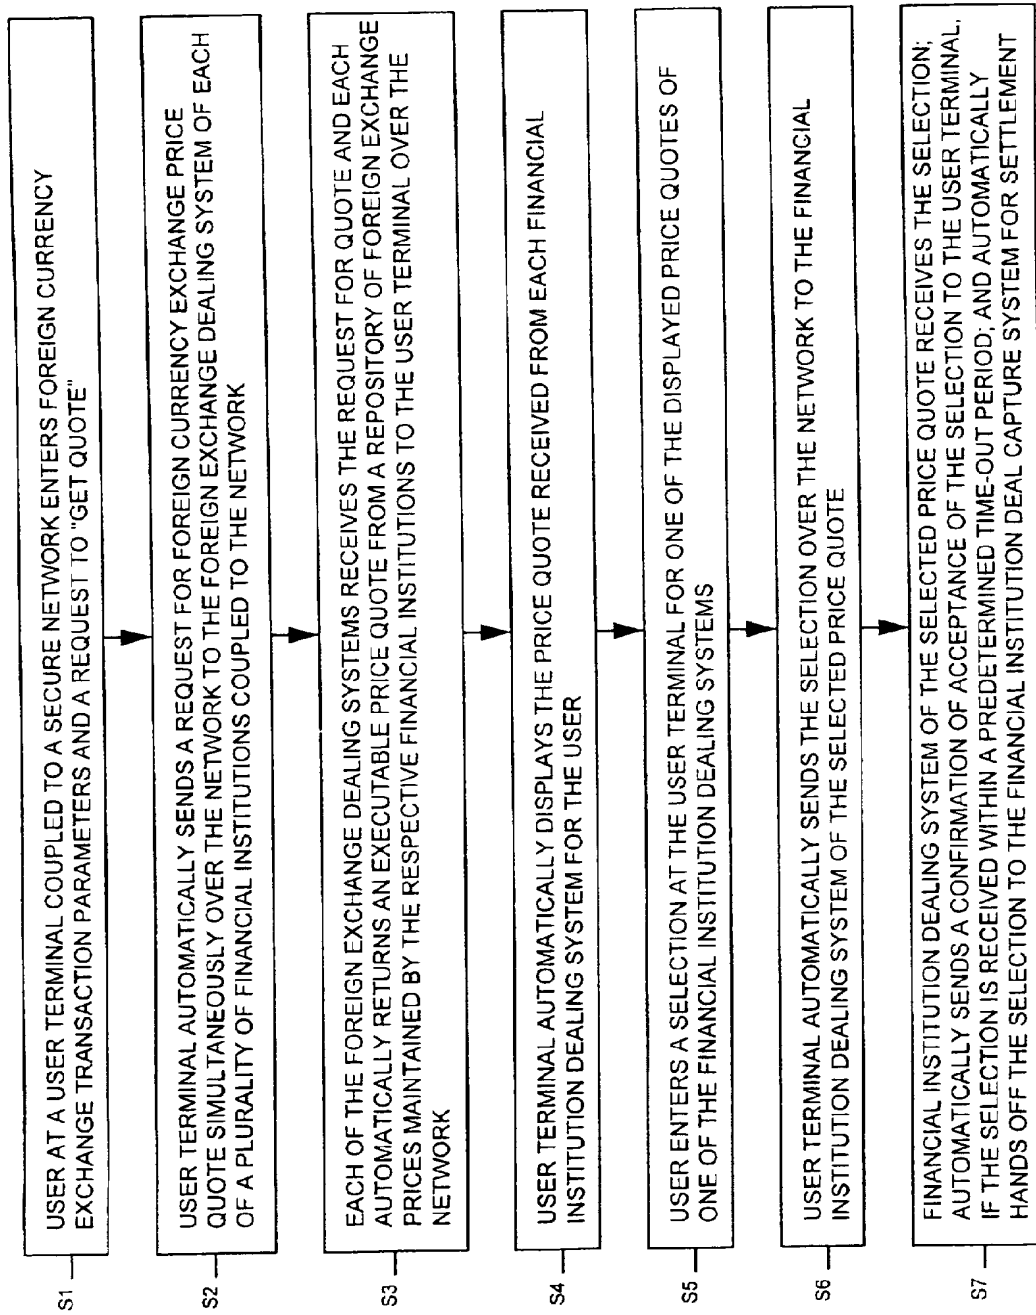 S1
USER AT A USER TERMINAL COUPLED TO A SECURE NETWORK ENTERS FOREIGN CURRENCY
EXCHANGE TRANSACTION PARAMETERS AND A REQUEST TO "GET QUOTE"
S2
USER TERMINAL AUTOMATICALLY SENDS A REQUEST FOR FOREIGN CURRENCY EXCHANGE PRICE
QUOTE SIMULTANEOUSLY OVER THE NETWORK TO THE FOREIGN EXCHANGE DEALING SYSTEM OF EACH
OF A PLURALITY OF FINANCIAL INSTITUTIONS COUPLED TO THE NETWORK
S3
EACH OF THE FOREIGN EXCHANGE DEALING SYSTEMS RECEIVES THE REQUEST FOR QUOTE AND EACH
AUTOMATICALLY RETURNS AN EXECUTABLE PRICE QUOTE FROM A REPOSITORY OF FOREIGN EXCHANGE
PRICES MAINTAINED BY THE RESPECTIVE FINANCIAL INSTITUTIONS TO THE USER TERMINAL OVER THE
NETWORK
S4
USER TERMINAL AUTOMATICALLY DISPLAYS THE PRICE QUOTE RECEIVED FROM EACH FINANCIAL
INSTITUTION DEALING SYSTEM FOR THE USER
S5
USER ENTERS A SELECTION AT THE USER TERMINAL FOR ONE OF THE DISPLAYED PRICE QUOTES OF
ONE OF THE FINANCIAL INSTITUTION DEALING SYSTEMS
S6
USER TERMINAL AUTOMATICALLY SENDS THE SELECTION OVER THE NETWORK TO THE FINANCIAL
INSTITUTION DEALING SYSTEM OF THE SELECTED PRICE QUOTE
S7
FINANCIAL INSTITUTION DEALING SYSTEM OF THE SELECTED PRICE QUOTE RECEIVES THE SELECTION;
AUTOMATICALLY SENDS A CONFIRMATION OF ACCEPTANCE OF THE SELECTION TO THE USER TERMINAL,
IF THE SELECTION IS RECEIVED WITHIN A PREDETERMINED TIME-OUT PERIOD; AND AUTOMATICALLY
HANDS OFF THE SELECTION TO THE FINANCIAL INSTITUTION DEAL CAPTURE SYSTEM FOR SETTLEMENT